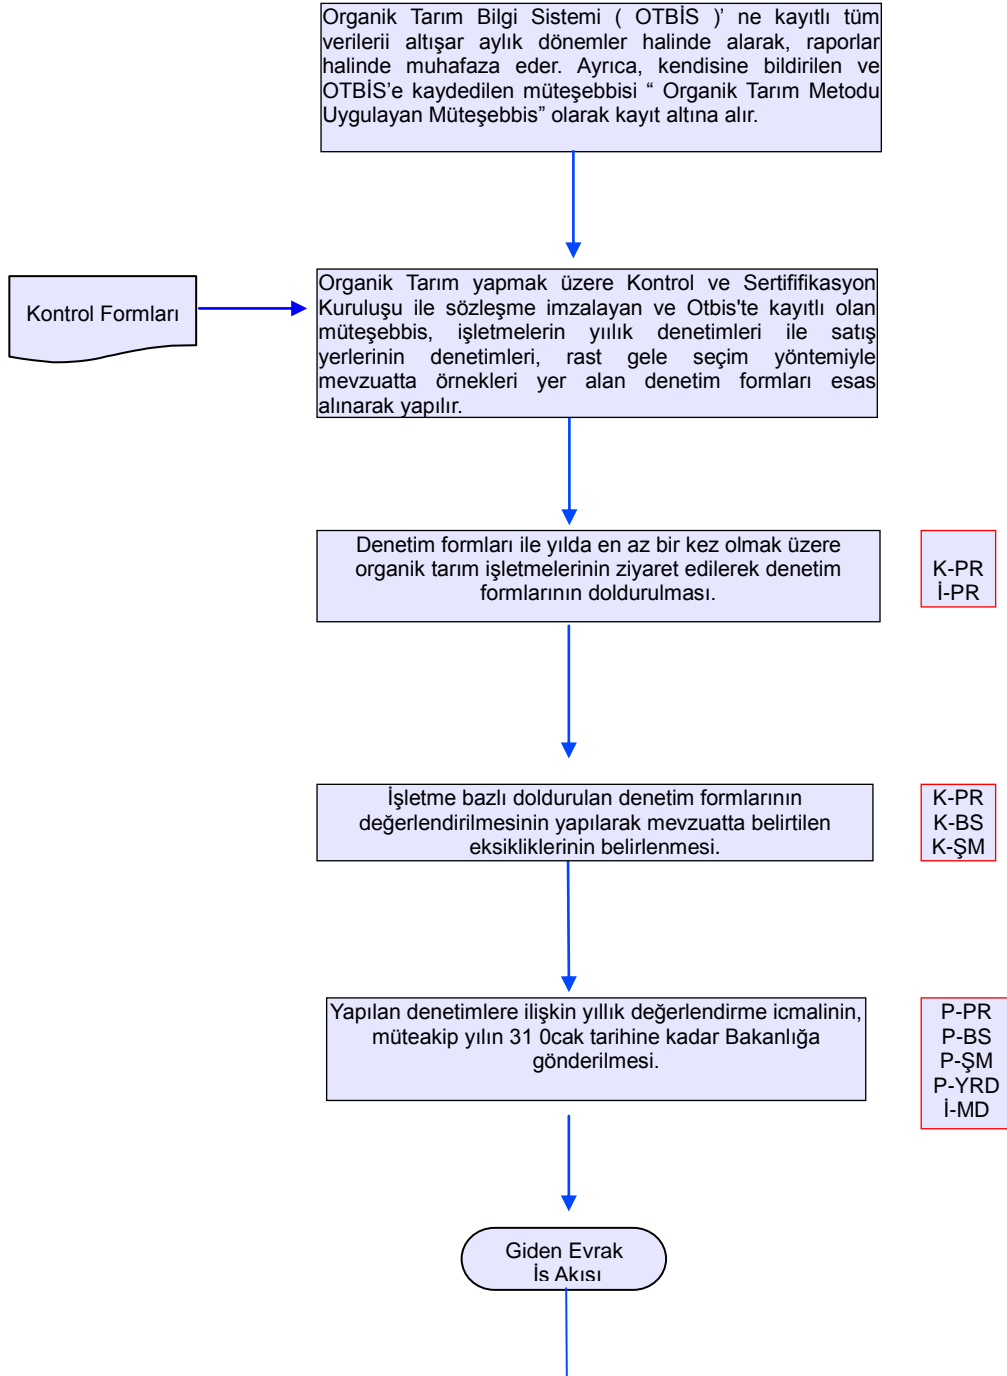 Organik Tarım Bilgi Sistemi ( OTBİS )’ ne kayıtlı tüm
verilerii altışar aylık dönemler halinde alarak, raporlar
halinde muhafaza eder. Ayrıca, kendisine bildirilen ve
OTBİS’e kaydedilen müteşebbisi “ Organik Tarım Metodu
Uygulayan Müteşebbis” olarak kayıt altına alır.
Kontrol Formları
Organik Tarım yapmak üzere Kontrol ve Sertififikasyon
Kuruluşu ile sözleşme imzalayan ve Otbis'te kayıtlı olan
müteşebbis, işletmelerin yıılık denetimleri ile satış
yerlerinin denetimleri, rast gele seçim yöntemiyle
mevzuatta örnekleri yer alan denetim formları esas
alınarak yapılır.
Denetim formları ile yılda en az bir kez olmak üzere
organik tarım işletmelerinin ziyaret edilerek denetim
formlarının doldurulması.
K-PR
İ-PR
İşletme bazlı doldurulan denetim formlarının
değerlendirilmesinin yapılarak mevzuatta belirtilen
eksikliklerinin belirlenmesi.
K-PR
K-BS
K-ŞM
Yapılan denetimlere ilişkin yıllık değerlendirme icmalinin,
müteakip yılın 31 0cak tarihine kadar Bakanlığa
gönderilmesi.
P-PR
P-BS
P-ŞM
P-YRD
İ-MD
Giden Evrak
İş Akışı